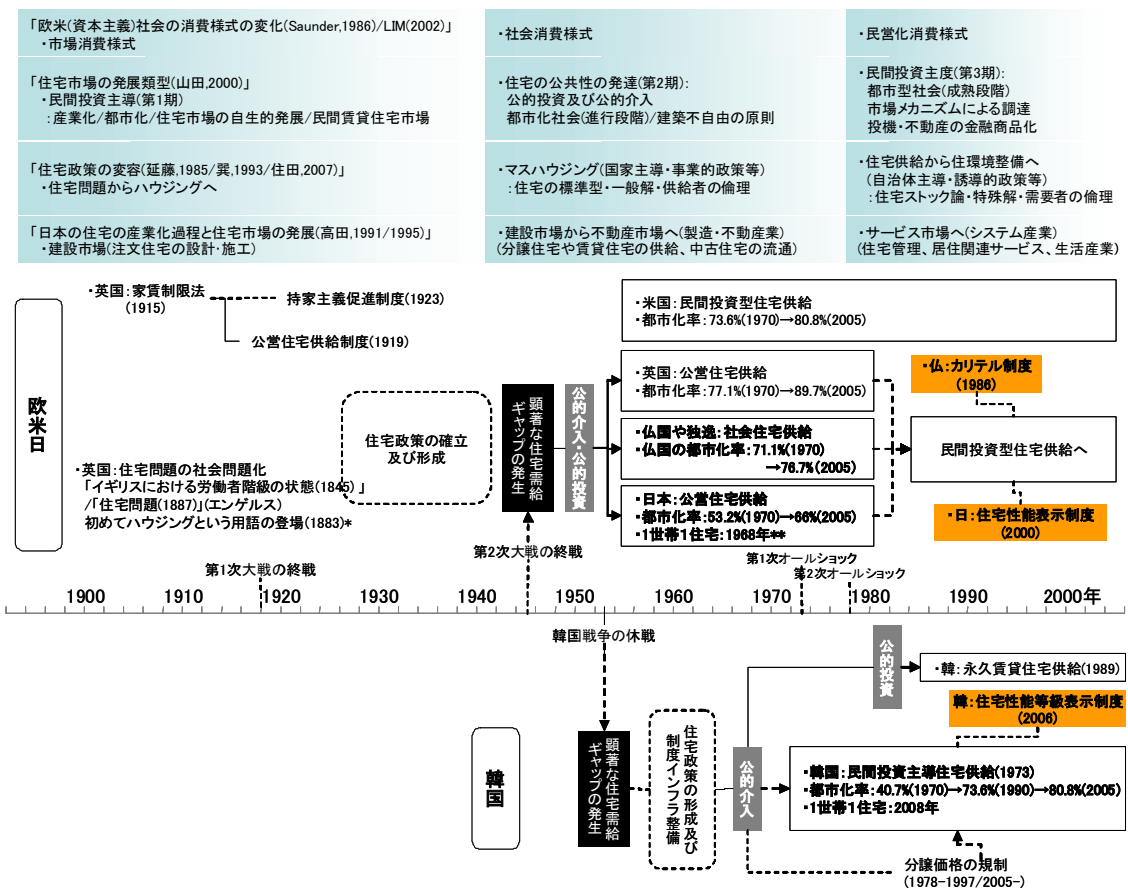 「欧米(資本主義)社会の消費様式の変化(Saunder,1986)/LIM(2002)」
・市場消費様式
・社会消費様式
・民営化消費様式
「住宅市場の発展類型(山田,2000)」
・民間投資主導(第1期)
:産業化/都市化/住宅市場の自生的発展/民間賃貸住宅市場
・住宅の公共性の発達(第2期):
公的投資及び公的介入
都市化社会(進行段階)/建築不自由の原則
・民間投資主度(第3期):
都市型社会(成熟段階)
市場メカニズムによる調達
投機・不動産の金融商品化
「住宅政策の変容(延藤,1985/巽,1993/住田,2007)」
・住宅問題からハウジングへ
・マスハウジング(国家主導・事業的政策等)
:住宅の標準型・一般解・供給者の倫理
・住宅供給から住環境整備へ
(自治体主導・誘導的政策等)
:住宅ストック論・特殊解・需要者の倫理
「日本の住宅の産業化過程と住宅市場の発展(高田,1991/1995)」
・建設市場(注文住宅の設計・施工)
・建設市場から不動産市場へ(製造・不動産業)
(分譲住宅や賃貸住宅の供給、中古住宅の流通)
・サービス市場へ(システム産業)
(住宅管理、居住関連サービス、生活産業)
欧米日
・英国:家賃制限法
(1915)
持家主義促進制度(1923)
公営住宅供給制度(1919)
・英国:住宅問題の社会問題化
「イギリスにおける労働者階級の状態(1845)」
/「住宅問題(1887)」(エンゲルス)
初めてハウジングという用語の登場(1883)*
住宅政策の確立
及び形成
顕著な住宅需給
ギャップの発生
公的介入・公的投資
・米国:民間投資型住宅供給
・都市化率:73.6%(1970)→80.8%(2005)
・英国:公営住宅供給
・都市化率:77.1%(1970)→89.7%(2005)
・仏国や独逸:社会住宅供給
・仏国の都市化率:71.1%(1970)
→76.7%(2005)
・日本:公営住宅供給
・都市化率:53.2%(1970)→66%(2005)
・1世帯1住宅:1968年**
・仏:カリテル制度
(1986)
民間投資型住宅供給へ
・日:住宅性能表示制度
(2000)
第1次大戦の終戦
第2次大戦の終戦
第1次オールショック
第2次オールショック
1900
1910
1920
1930
1940
1950
1960
1970
1980
1990
2000年
韓国戦争の休戦
韓国
顕著な住宅需給
ギャップの発生
住宅政策の形成及び
制度インフラ整備
公的介入
公的投資
・韓:永久賃貸住宅供給(1989)
韓:住宅性能等級表示制度
(2006)
・韓国:民間投資主導住宅供給(1973)
・都市化率:40.7%(1970)→73.6%(1990)→80.8%(2005)
・1世帯1住宅:2008年
分譲価格の規制
(1978-1997/2005-)